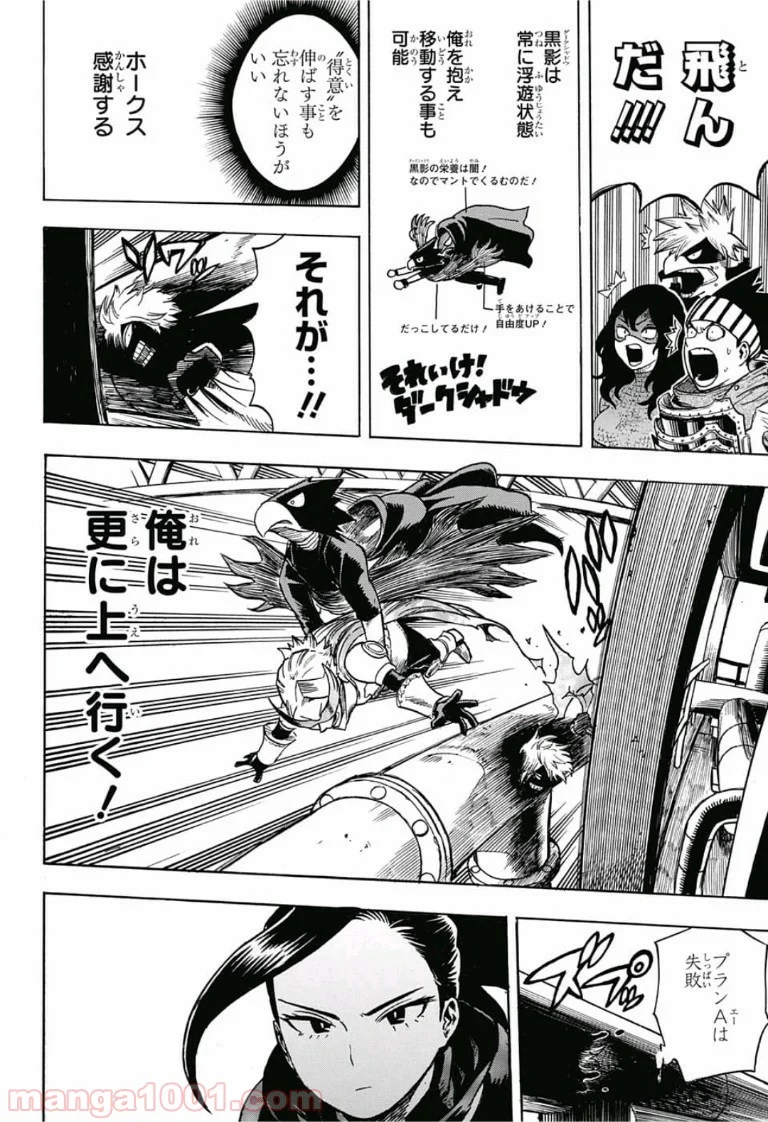 飛ん
だ!!!!
黒影は
常に浮遊状態
俺を抱え
移動する事も
可能
黒影の栄養は闇!
なのでマントでくるむのだ!
手をあけることで
自由度UP!
だっこしてるだけ!
それいけ!
ダークシャドウ
“得意”を
伸ばす事も
忘れないほうが
いい
ホークス
感謝する
それが…!!
俺は
更に上へ行く!
プランAは
失敗
ズズ
manga1001.com